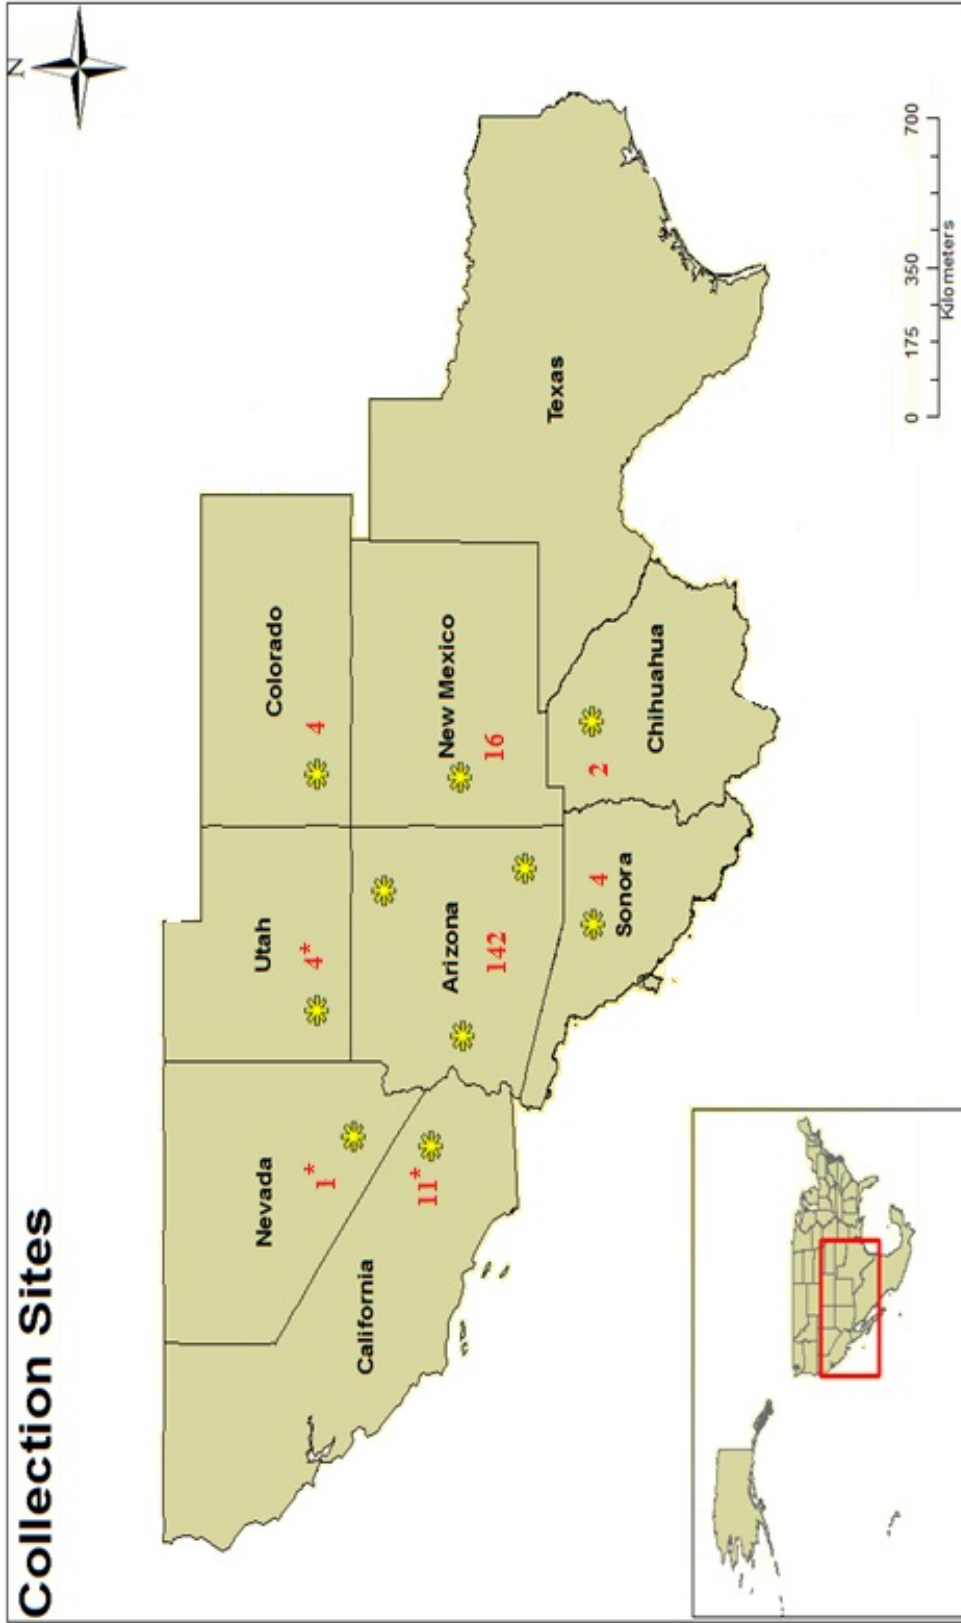 Collection Sites
N
Nevada
1*
Utah
4*
Colorado
4
California
11*
Arizona
142
New Mexico
16
Texas
Sonora
4
Chihuahua
2
0 175 350 700
Kilometers